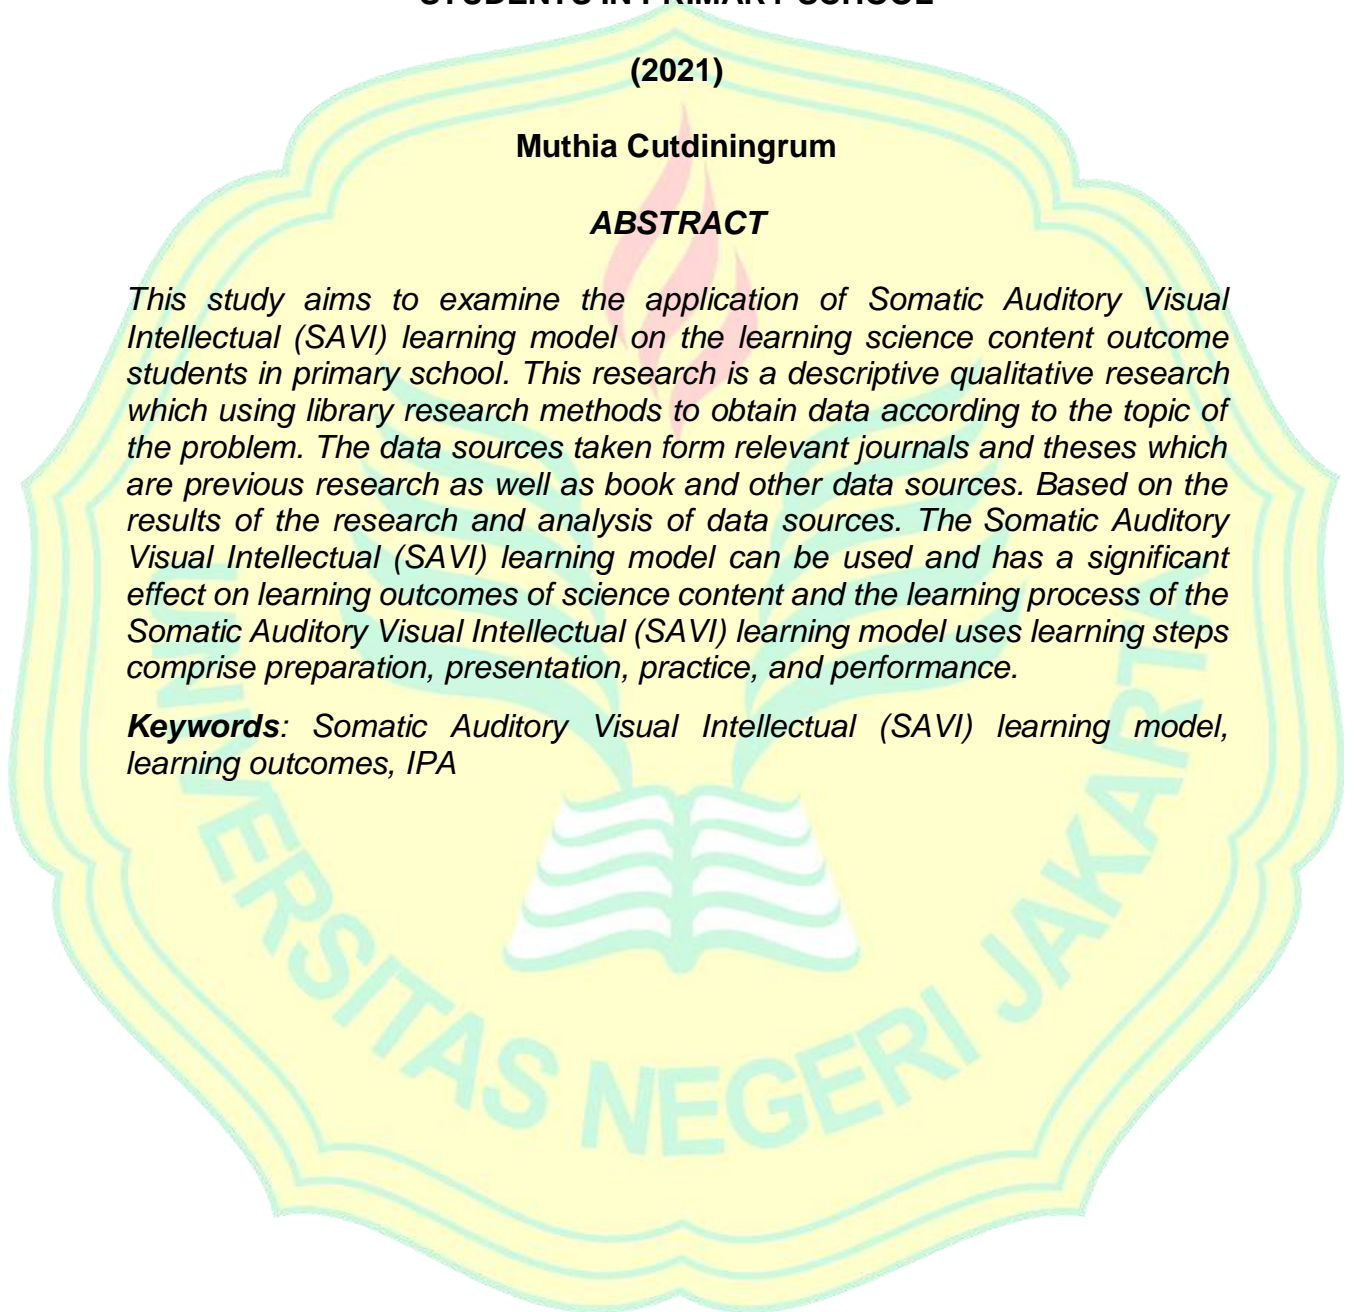 STUDENTS IN PRIMARY SCHOOL
(2021)
Muthia Cutdiningrum
ABSTRACT
This study aims to examine the application of Somatic Auditory Visual
Intellectual (SAVI) learning model on the learning science content outcome
students in primary school. This research is a descriptive qualitative research
which using library research methods to obtain data according to the topic of
the problem. The data sources taken form relevant journals and theses which
are previous research as well as book and other data sources. Based on the
results of the research and analysis of data sources. The Somatic Auditory
Visual Intellectual (SAVI) learning model can be used and has a significant
effect on learning outcomes of science content and the learning process of the
Somatic Auditory Visual Intellectual (SAVI) learning model uses learning steps
comprise preparation, presentation, practice, and performance.
Keywords: Somatic Auditory Visual Intellectual (SAVI) learning model,
learning outcomes, IPA
UNIVERSITAS NEGERI JAKARTA